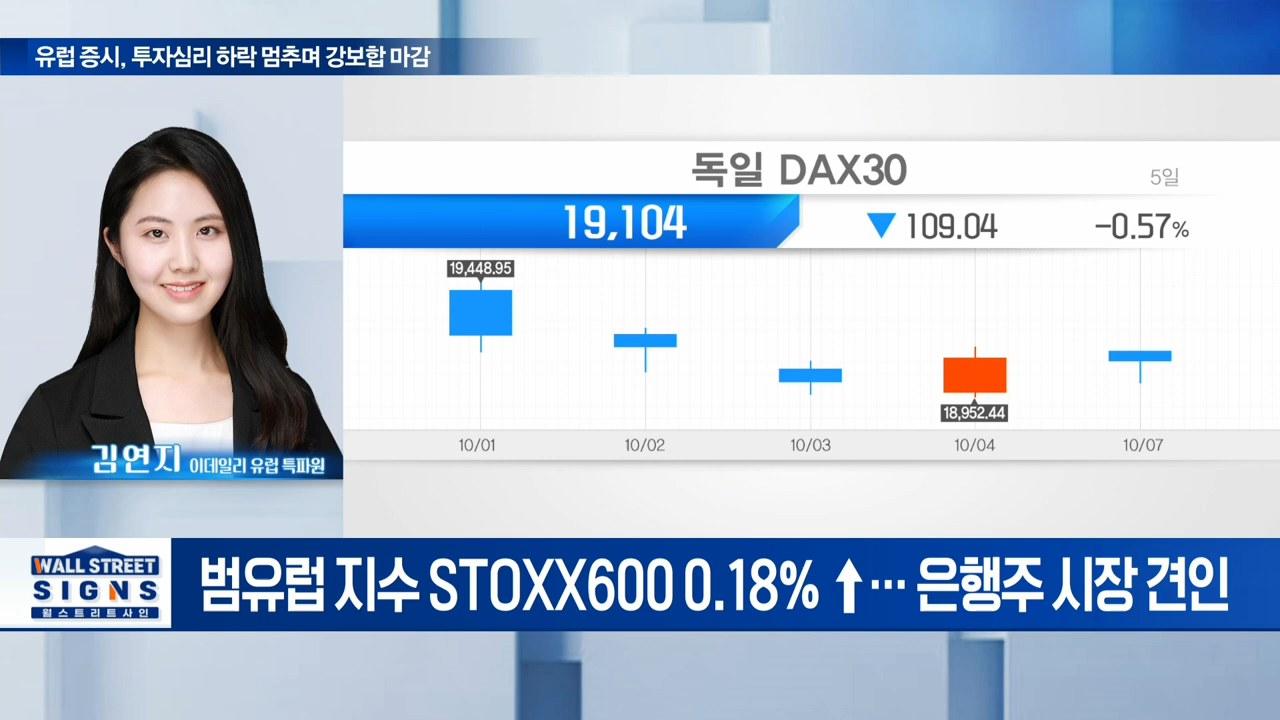 유럽 증시, 투자심리 하락 멈추며 강보합 마감
독일 DAX30
5일
19,104 ▼ 109.04 -0.57%
19,448.95
18,952.44
10/01 10/02 10/03 10/04 10/07
김연지 이데일리 유럽 특파원
WALL STREET
SIGNS
월스트리트사인
범유럽 지수 STOXX600 0.18% ↑… 은행주 시장 견인